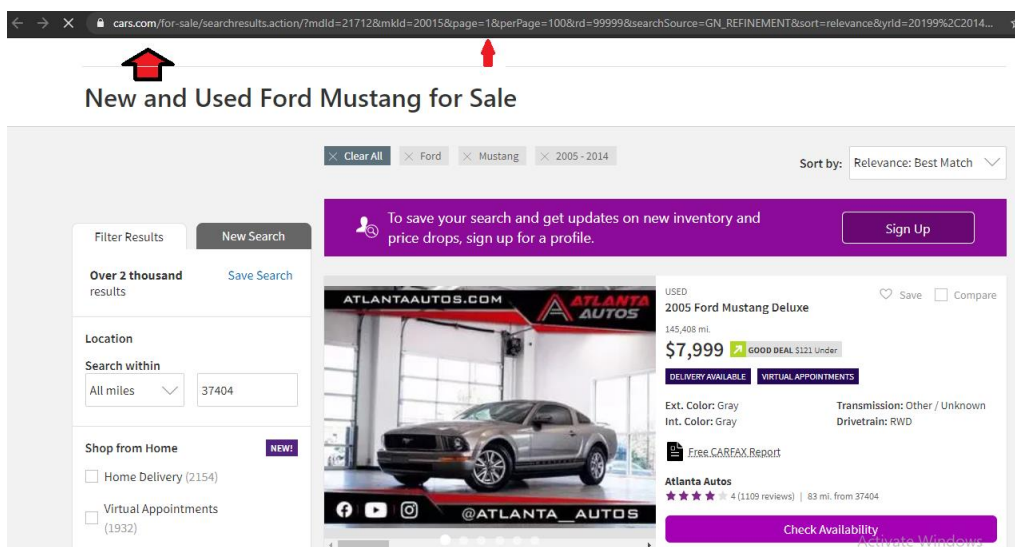 cars.com/for-sale/searchresults.action/?mdId=21712&mkId=20015&page=1&perPage=100&rd=99999&searchSource=GN_REFINEMENT&sort=relevance&yrId=20199%2C2014...
New and Used Ford Mustang for Sale
Clear All Ford Mustang 2005 - 2014
Sort by: Relevance: Best Match
To save your search and get updates on new inventory and
price drops, sign up for a profile.
Sign Up
Filter Results New Search
Over 2 thousand
results
Save Search
Location
Search within
All miles 37404
Shop from Home NEW!
Home Delivery (2154)
Virtual Appointments
(1932)
ATLANTAAUTOS.COM
ATLANTA
AUTOS
@ATLANTA_AUTOS
USED
Save Compare
2005 Ford Mustang Deluxe
145,408 mi.
$7,999 GOOD DEAL $121 Under
DELIVERY AVAILABLE VIRTUAL APPOINTMENTS
Ext. Color: Gray Transmission: Other / Unknown
Int. Color: Gray Drivetrain: RWD
Free CARFAX Report
Atlanta Autos
4 (1109 reviews) | 83 mi. from 37404
Check Availability
Activate Windows